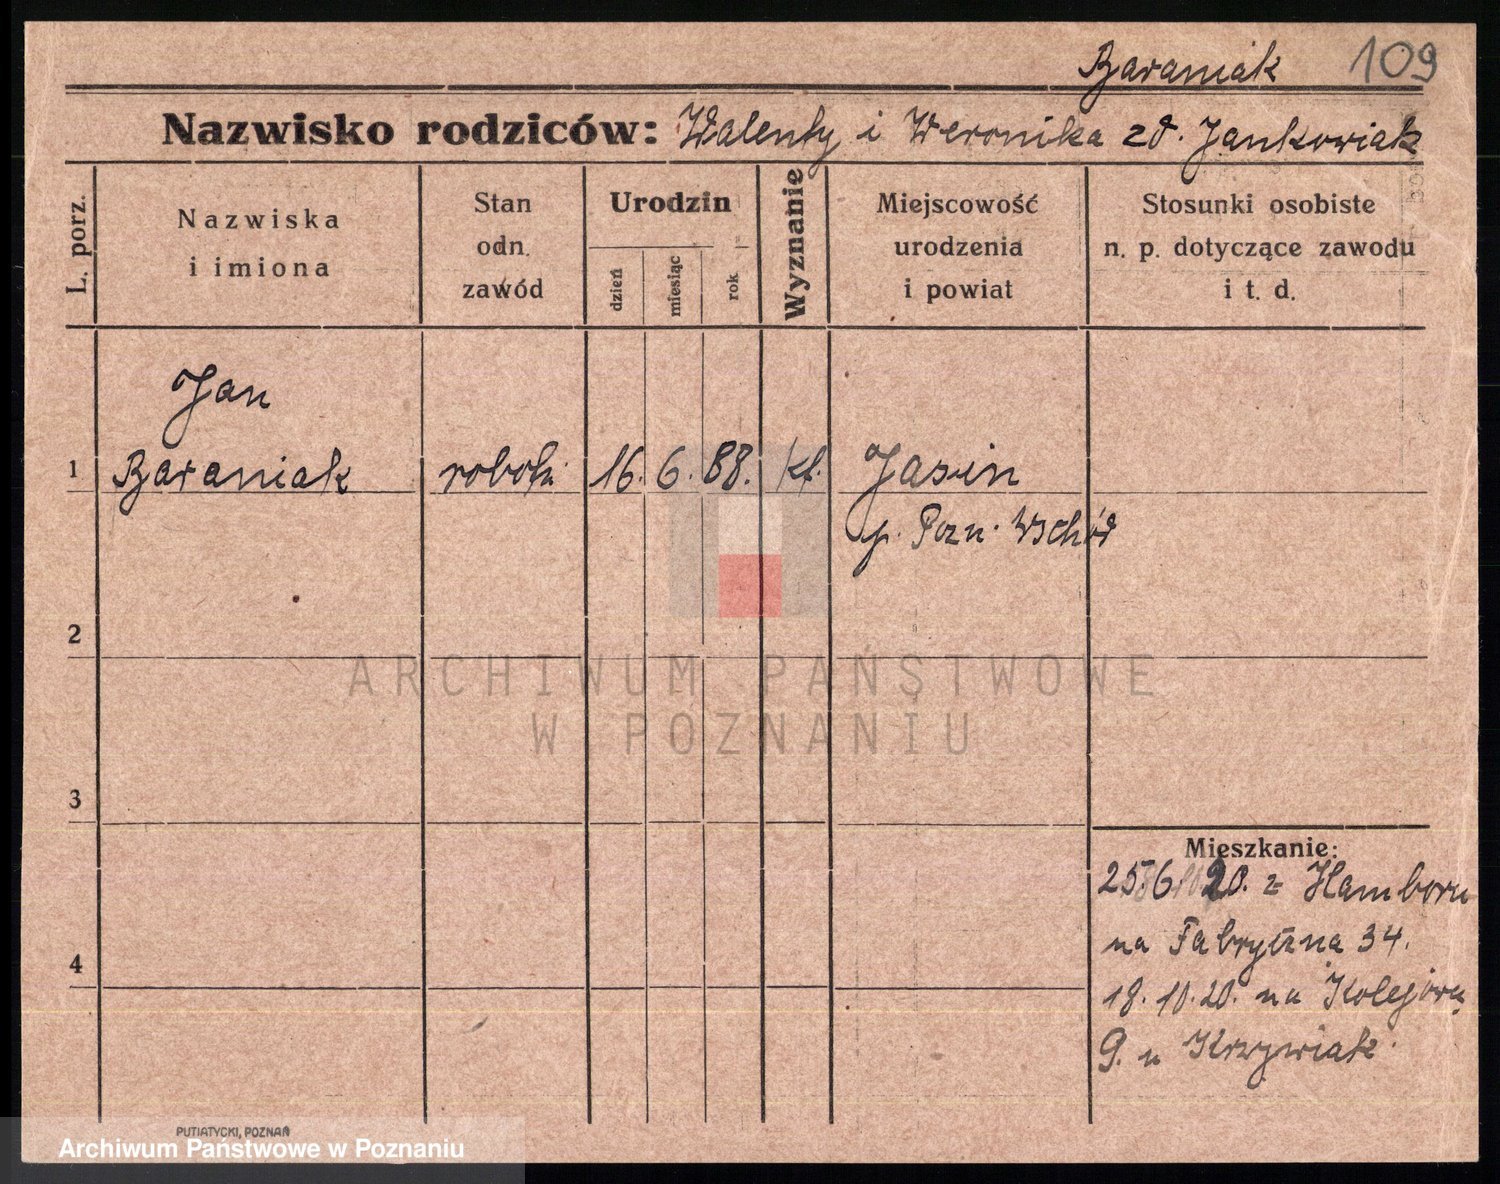 Baraniak 109
Nazwisko rodziców: Walenty i Weronika zd. Jankowiak
L. porz.
Nazwiska
i imiona
Stan
odn.
zawód
Urodzin
dzień
miesiąc
rok
Wyznanie
Miejscowość
urodzenia
i powiat
Stosunki osobiste
n. p. dotyczące zawodu
i t. d.
Jan
1 Baraniak robotn. 16. 6. 88. kt. Jasin
p. Pozn. Wschód
2
ARCHIWUM PAŃSTWOWE
W POZNANIU
3
Mieszkanie:
25.6.20. z Hamborn
na Fabryczna 34.
4
18.10.20. na Kolejowa
9. u Krzywiak.
PUTIATYCKI, POZNAŃ
Archiwum Państwowe w Poznaniu